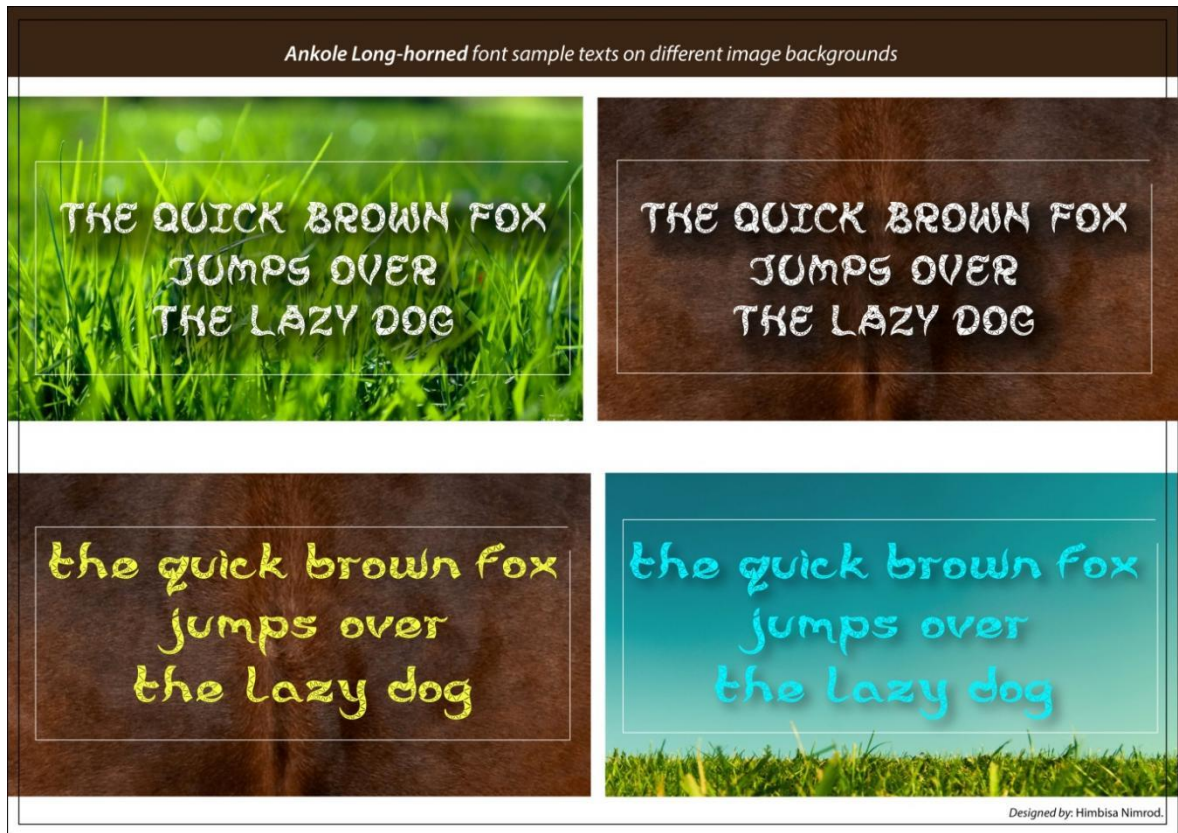 Ankole Long-horned font sample texts on different image backgrounds
THE QUICK BROWN FOX
JUMPS OVER
THE LAZY DOG
THE QUICK BROWN FOX
JUMPS OVER
THE LAZY DOG
the quick brown fox
jumps over
the lazy dog
the quick brown fox
jumps over
the lazy dog
Designed by: Himbisa Nimrod.